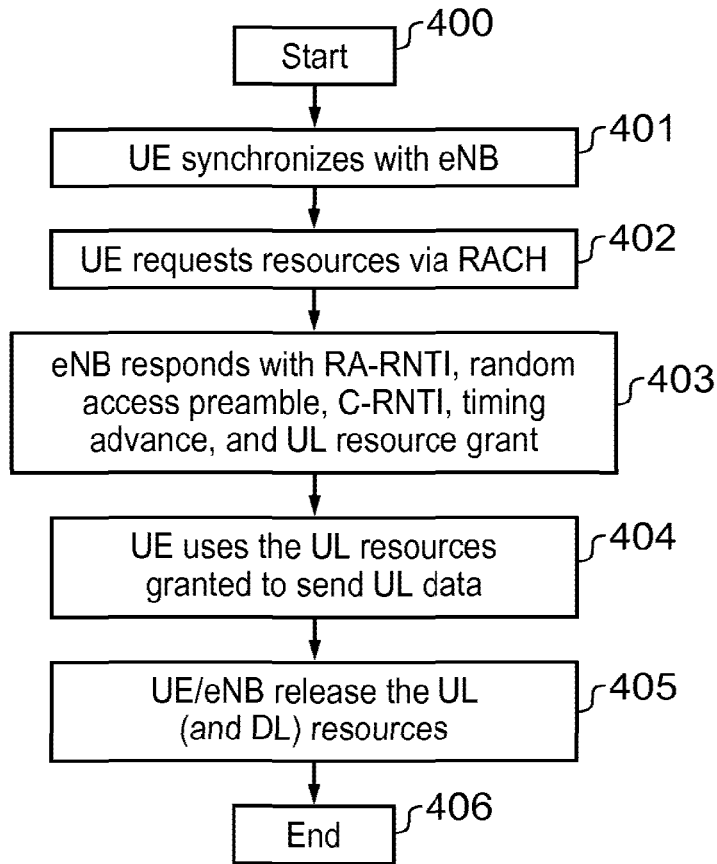 400
Start
401
UE synchronizes with eNB
402
UE requests resources via RACH
403
eNB responds with RA-RNTI, random
access preamble, C-RNTI, timing
advance, and UL resource grant
404
UE uses the UL resources
granted to send UL data
405
UE/eNB release the UL
(and DL) resources
406
End